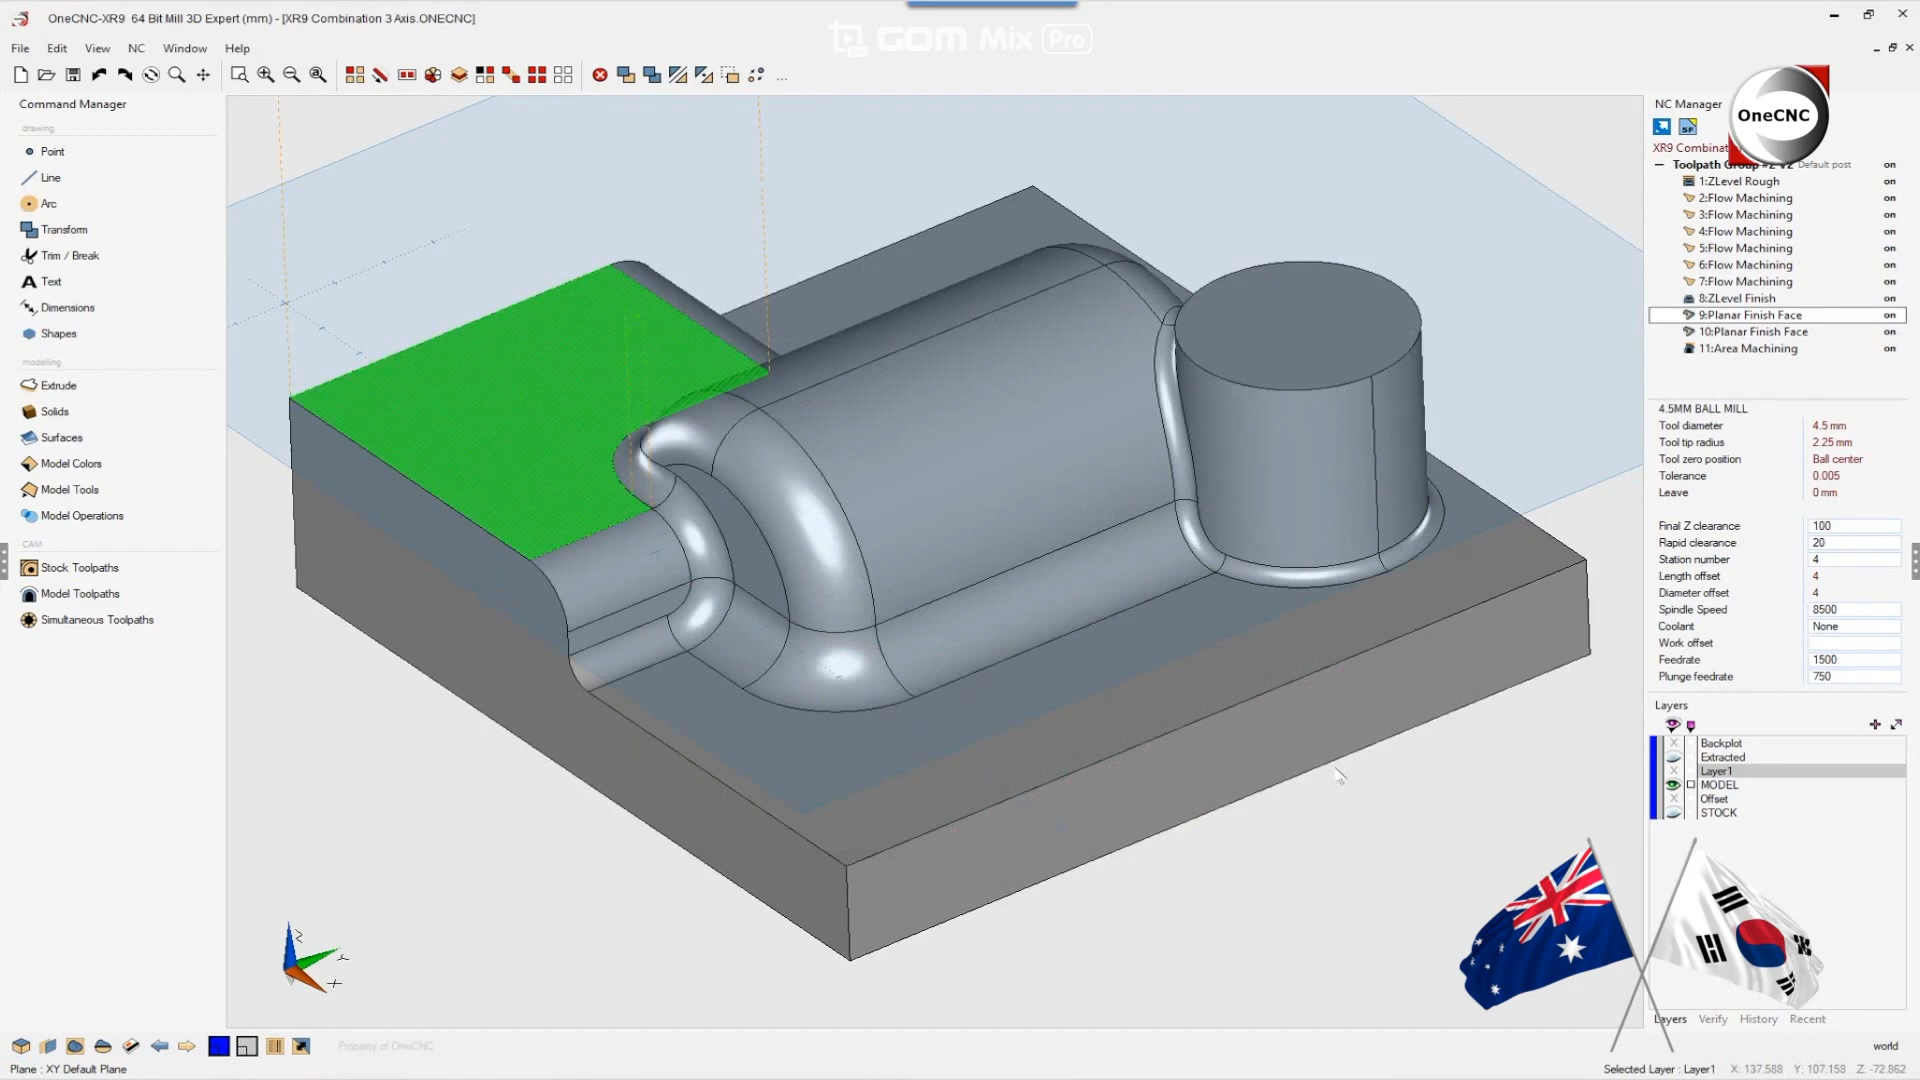 OneCNC-XR9 64 Bit Mill 3D Expert (mm) - [XR9 Combination 3 Axis.ONECNC]
GOM Mix Pro
File Edit View NC Window Help
Command Manager
drawing
Point
Line
Arc
Transform
Trim / Break
Text
Dimensions
Shapes
modelling
Extrude
Solids
Surfaces
Model Colors
Model Tools
Model Operations
CAM
Stock Toolpaths
Model Toolpaths
Simultaneous Toolpaths
NC Manager
OneCNC
SF
XR9
Toolpath Default post on
1:ZLevel Rough on
2:Flow Machining on
3:Flow Machining on
4:Flow Machining on
5:Flow Machining on
6:Flow Machining on
7:Flow Machining on
8:ZLevel Finish on
9:Planar Finish Face on
10:Planar Finish Face on
11:Area Machining on
4.5MM BALL MILL
Tool diameter 4.5 mm
Tool tip radius 2.25 mm
Tool zero position Ball center
Tolerance 0.005
Leave 0 mm
Final Z clearance 100
Rapid clearance 20
Station number 4
Length offset 4
Diameter offset 4
Spindle Speed 8500
Coolant None
Work offset
Feedrate 1500
Plunge feedrate 750
Layers
Backplot
Extracted
Layer1
MODEL
Offset
STOCK
Layers Verify History Recent
Property of OneCNC
world
Plane : XY Default Plane
Selected Layer : Layer1 X: 137.588 Y: 107.158 Z: -72.862